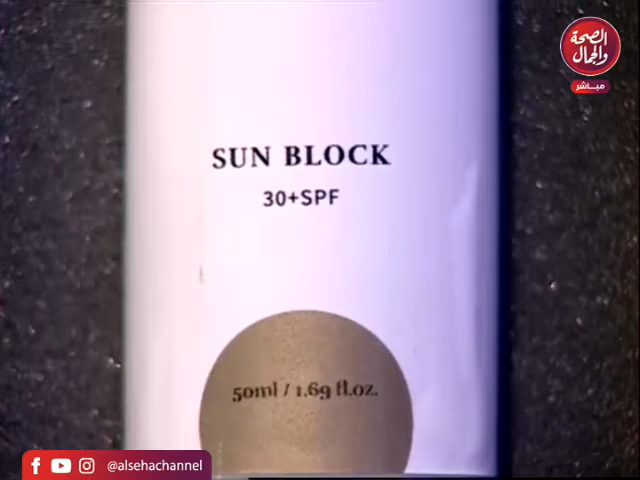 الصحة
والجمال
مباشر
SUN BLOCK
30+SPF
50ml / 1.69 fl.oz.
@alsehachannel